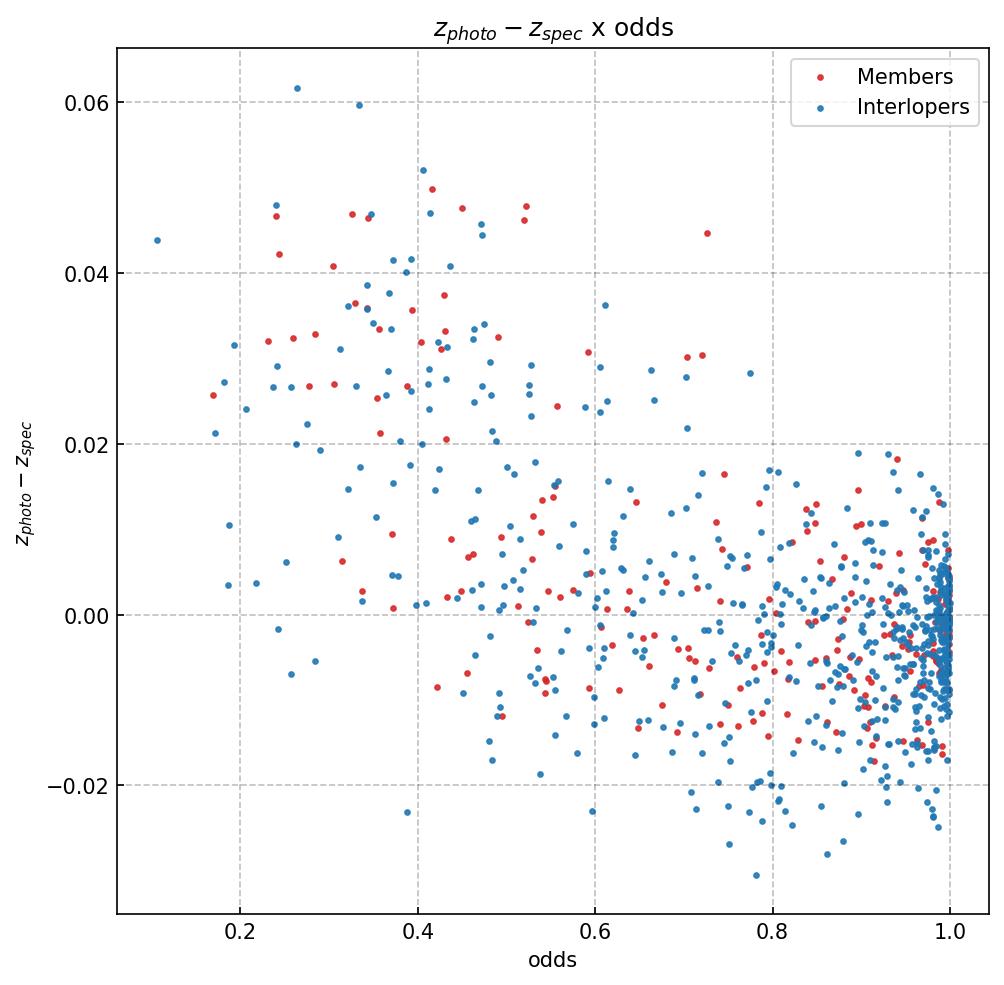 z_photo − z_spec x odds
Members
Interlopers
0.06
0.04
0.02
0.00
−0.02
z_photo − z_spec
0.2 0.4 0.6 0.8 1.0
odds